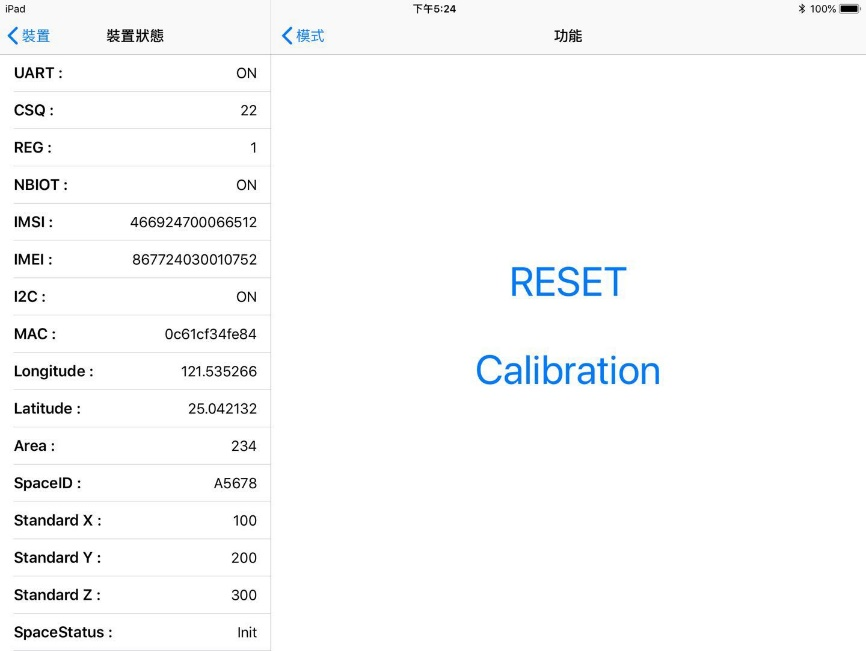 iPad 下午5:24 100%
裝置 裝置狀態 模式 功能
UART : ON
CSQ : 22
REG : 1
NBIOT : ON
IMSI : 466924700066512
IMEI : 867724030010752
I2C : ON
MAC : 0c61cf34fe84
Longitude : 121.535266
Latitude : 25.042132
Area : 234
SpaceID : A5678
Standard X : 100
Standard Y : 200
Standard Z : 300
SpaceStatus : Init
RESET
Calibration